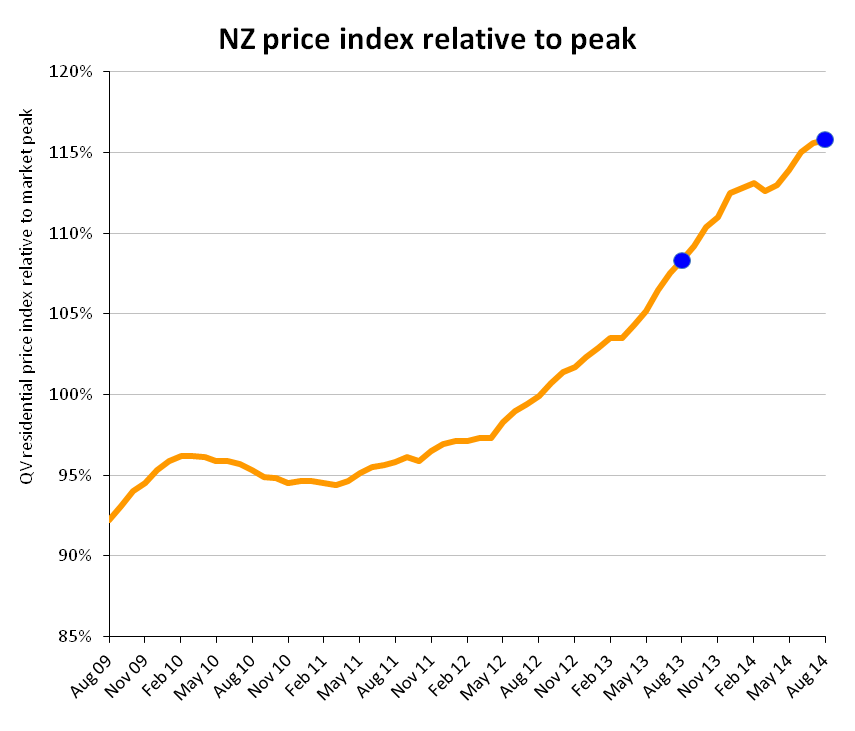 NZ price index relative to peak
QV residential price index relative to market peak
120%
115%
110%
105%
100%
95%
90%
85%
Aug 09
Nov 09
Feb 10
May 10
Aug 10
Nov 10
Feb 11
May 11
Aug 11
Nov 11
Feb 12
May 12
Aug 12
Nov 12
Feb 13
May 13
Aug 13
Nov 13
Feb 14
May 14
Aug 14